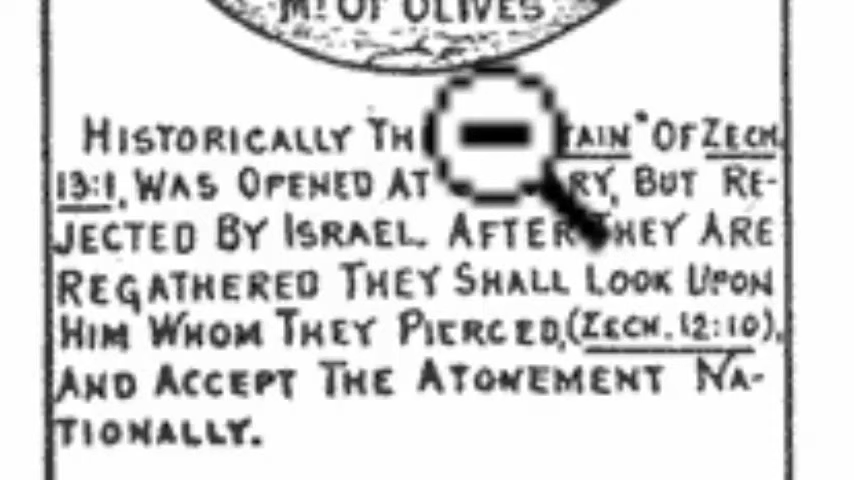 MT. OF OLIVES
HISTORICALLY TH TAIN" OF ZECH.
13:1, WAS OPENED AT RY, BUT RE-
JECTED BY ISRAEL. AFTER THEY ARE
REGATHERED THEY SHALL LOOK UPON
HIM WHOM THEY PIERCED, (ZECH. 12:10),
AND ACCEPT THE ATONEMENT NA-
TIONALLY.